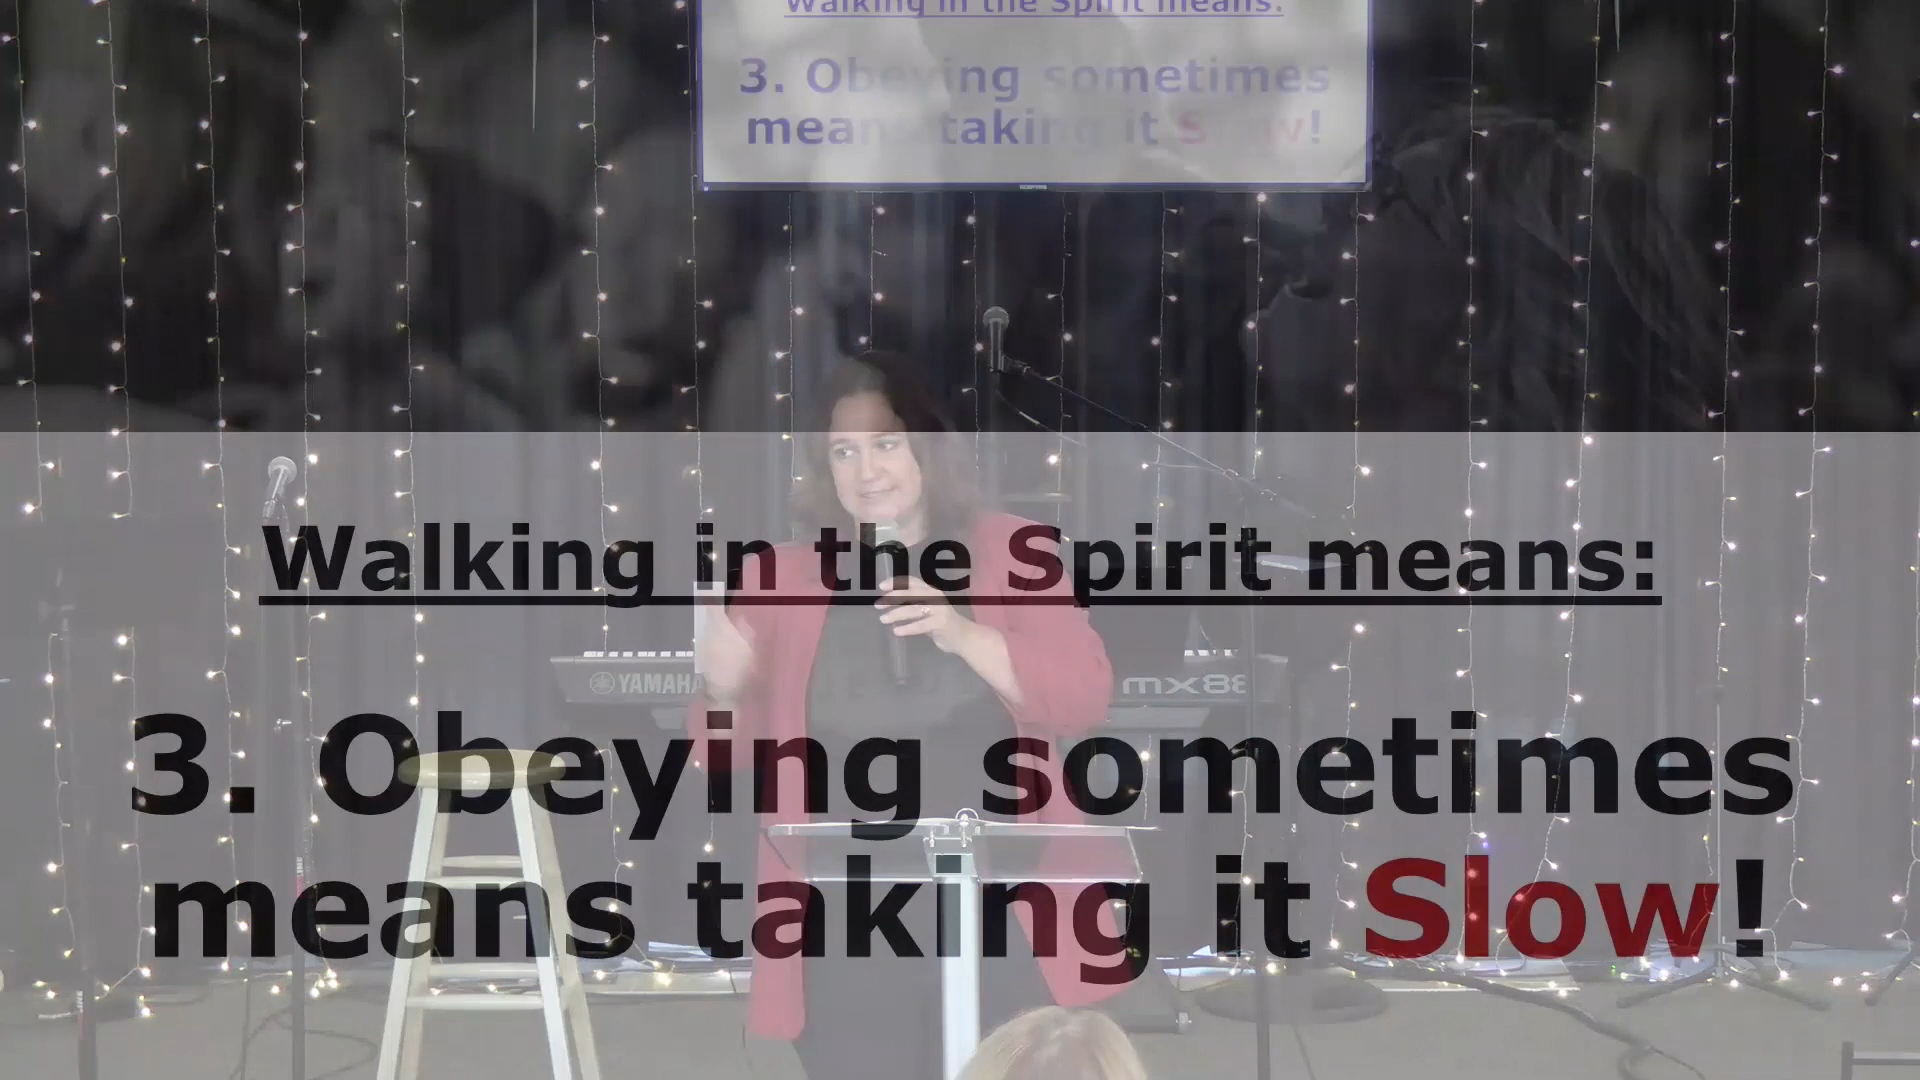 Walking in the Spirit means:
3. Obeying sometimes
means taking it Slow!
Walking in the Spirit means:
YAMAHA
mx88
3. Obeying sometimes
means taking it Slow!